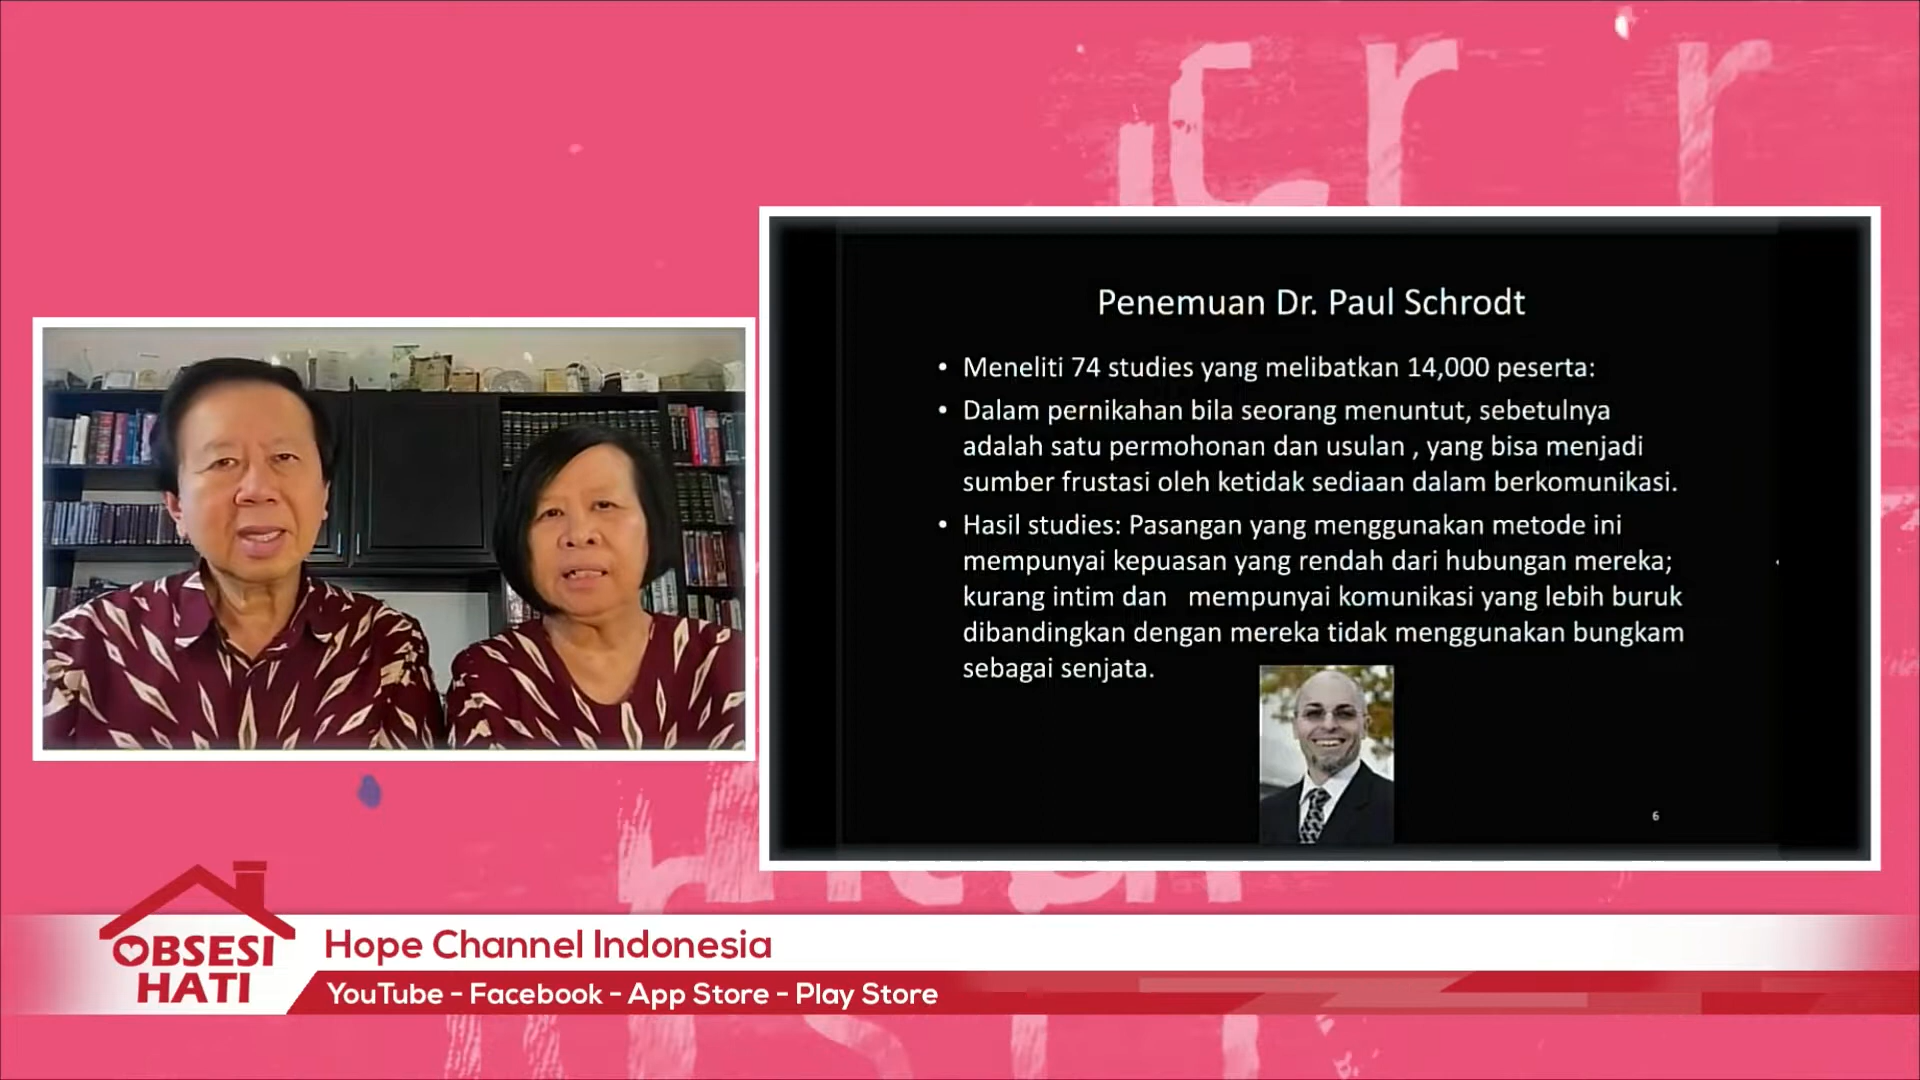 Penemuan Dr. Paul Schrodt
• Meneliti 74 studies yang melibatkan 14,000 peserta:
• Dalam pernikahan bila seorang menuntut, sebetulnya
adalah satu permohonan dan usulan , yang bisa menjadi
sumber frustasi oleh ketidak sediaan dalam berkomunikasi.
• Hasil studies: Pasangan yang menggunakan metode ini
mempunyai kepuasan yang rendah dari hubungan mereka;
kurang intim dan mempunyai komunikasi yang lebih buruk
dibandingkan dengan mereka tidak menggunakan bungkam
sebagai senjata.
6
OBSESI
HATI
Hope Channel Indonesia
YouTube - Facebook - App Store - Play Store